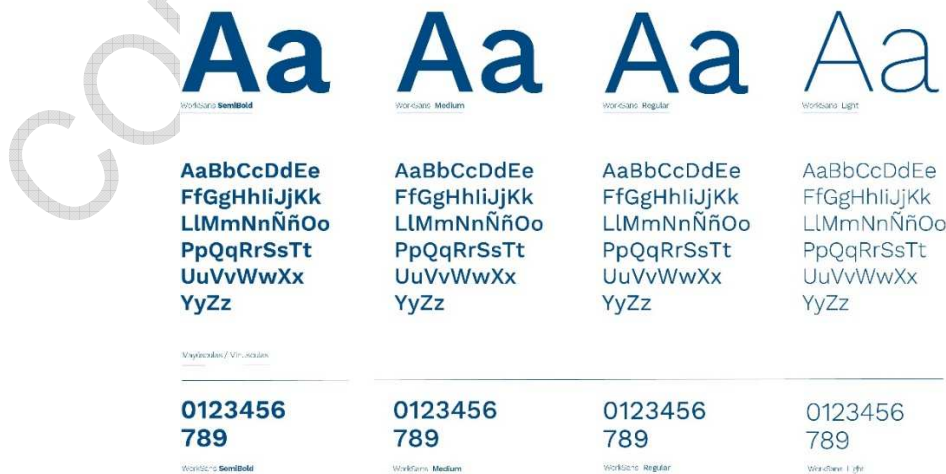 Aa Aa Aa Aa
WorkSans SemiBold WorkSans Medium WorkSans Regular WorkSans Light
AaBbCcDdEe AaBbCcDdEe AaBbCcDdEe AaBbCcDdEe
FfGgHhIiJjKk FfGgHhIiJjKk FfGgHhIiJjKk FfGgHhIiJjKk
LlMmNnÑñOo LlMmNnÑñOo LlMmNnÑñOo LlMmNnÑñOo
PpQqRrSsTt PpQqRrSsTt PpQqRrSsTt PpQqRrSsTt
UuVvWwXx UuVvWwXx UuVvWwXx UuVvWwXx
YyZz YyZz YyZz YyZz
Mayúsculas / Minúsculas
0123456 0123456 0123456 0123456
789 789 789 789
WorkSans SemiBold WorkSans Medium WorkSans Regular WorkSans Light